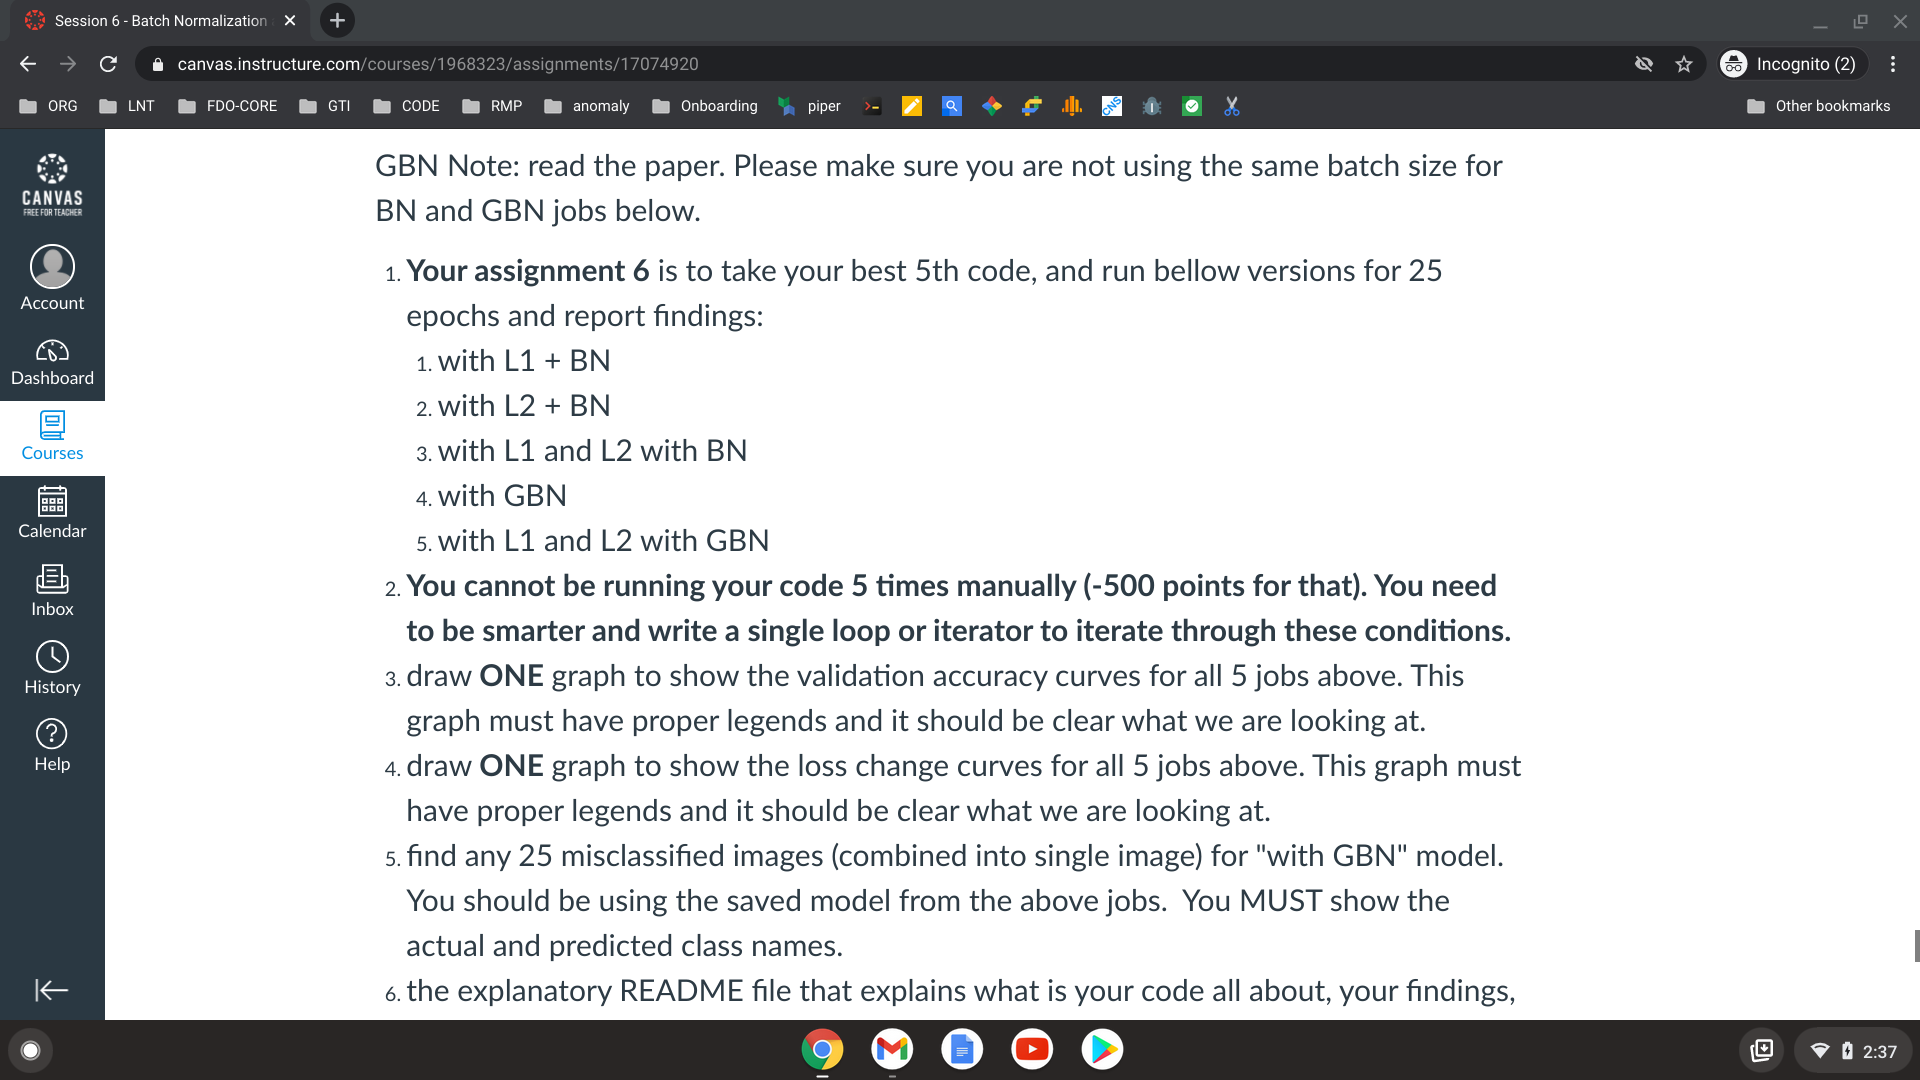 Session 6 - Batch Normalization
canvas.instructure.com/courses/1968323/assignments/17074920
Incognito (2)
ORG
LNT
FDO-CORE
GTI
CODE
RMP
anomaly
Onboarding
piper
CNS
Other bookmarks
CANVAS
FREE FOR TEACHER
Account
Dashboard
Courses
Calendar
Inbox
History
Help
GBN Note: read the paper. Please make sure you are not using the same batch size for
BN and GBN jobs below.
1. Your assignment 6 is to take your best 5th code, and run bellow versions for 25
epochs and report findings:
1. with L1 + BN
2. with L2 + BN
3. with L1 and L2 with BN
4. with GBN
5. with L1 and L2 with GBN
2. You cannot be running your code 5 times manually (-500 points for that). You need
to be smarter and write a single loop or iterator to iterate through these conditions.
3. draw ONE graph to show the validation accuracy curves for all 5 jobs above. This
graph must have proper legends and it should be clear what we are looking at.
4. draw ONE graph to show the loss change curves for all 5 jobs above. This graph must
have proper legends and it should be clear what we are looking at.
5. find any 25 misclassified images (combined into single image) for "with GBN" model.
You should be using the saved model from the above jobs.  You MUST show the
actual and predicted class names.
6. the explanatory README file that explains what is your code all about, your findings,
2:37